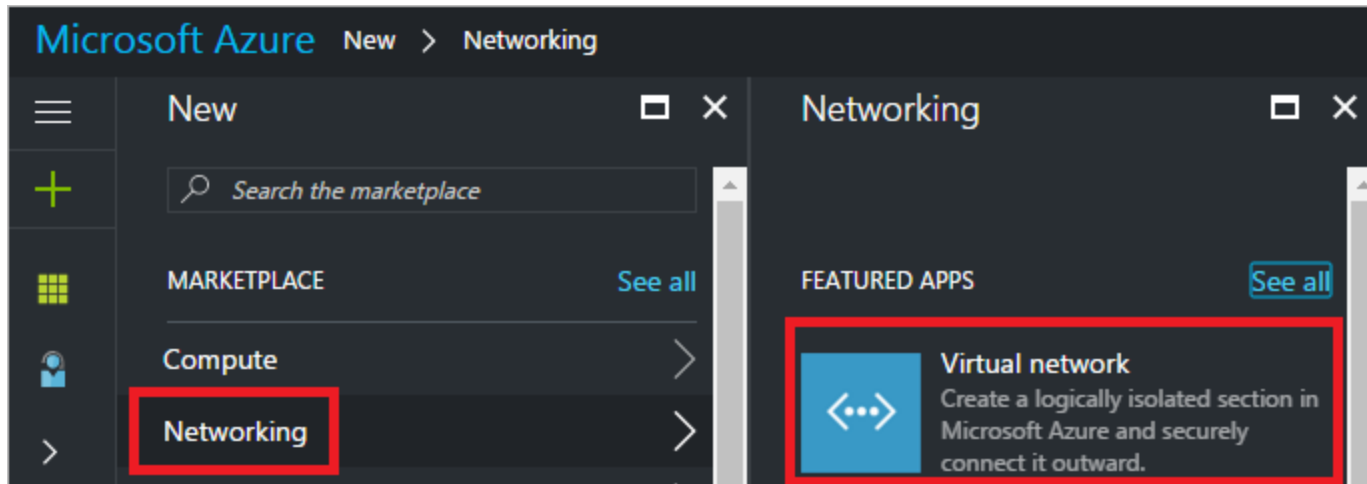 Microsoft Azure New > Networking
New
Search the marketplace
MARKETPLACE See all
Compute
Networking
Networking
FEATURED APPS See all
Virtual network
Create a logically isolated section in
Microsoft Azure and securely
connect it outward.